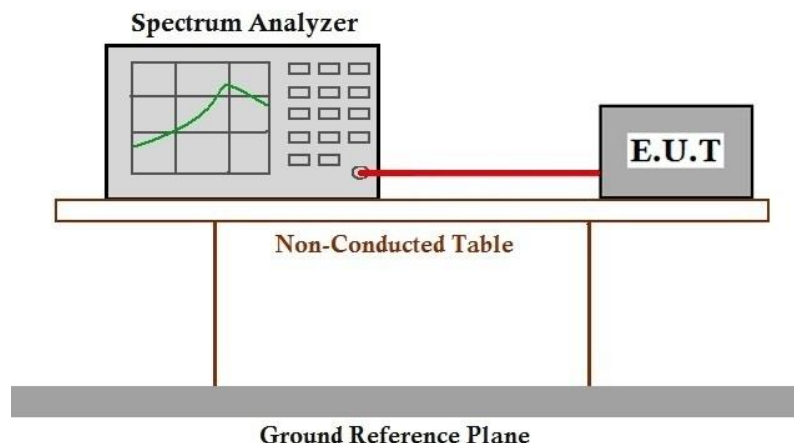 Spectrum Analyzer
E.U.T
Non-Conducted Table
Ground Reference Plane